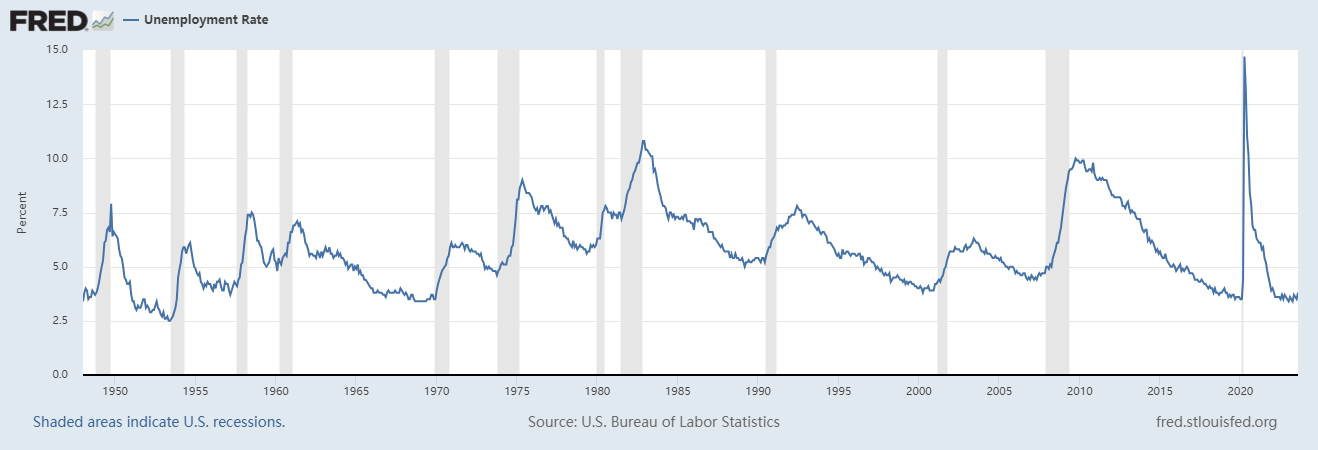 FRED
Unemployment Rate
Percent
15.0
12.5
10.0
7.5
5.0
2.5
0.0
1950 1955 1960 1965 1970 1975 1980 1985 1990 1995 2000 2005 2010 2015 2020
Shaded areas indicate U.S. recessions.
Source: U.S. Bureau of Labor Statistics
fred.stlouisfed.org